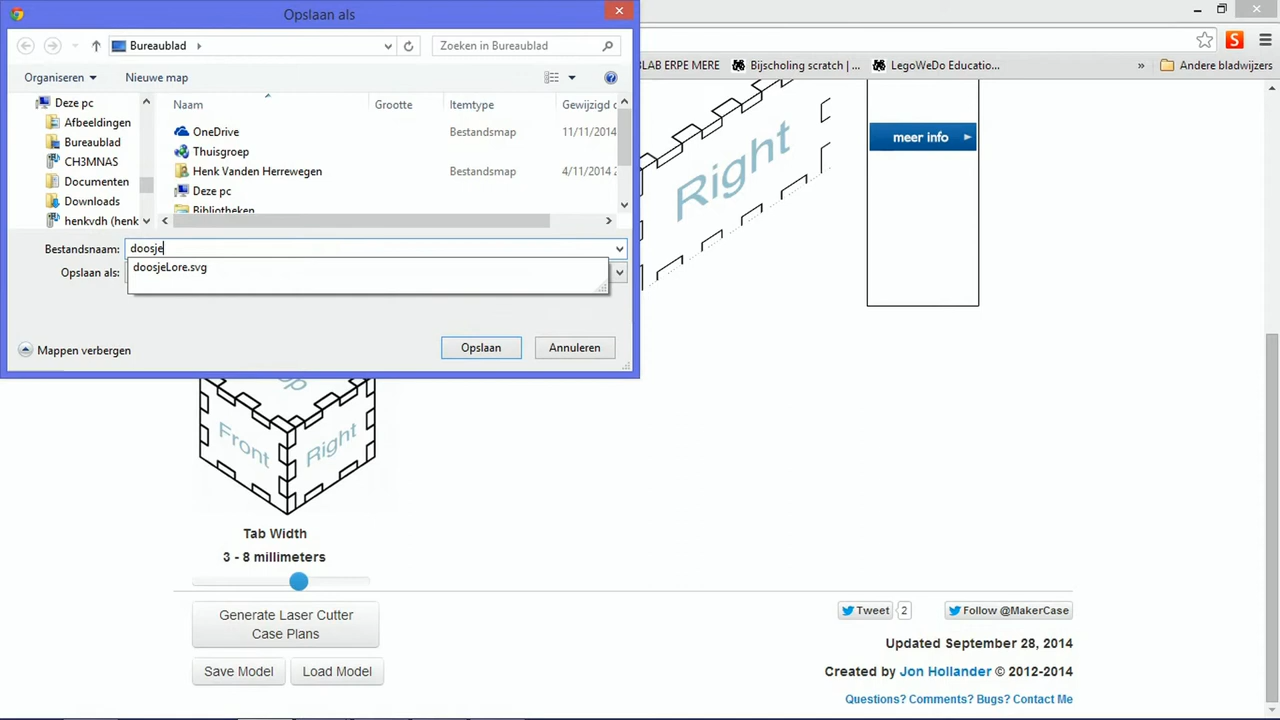 Opslaan als
Bureaublad
Zoeken in Bureaublad
Organiseren
Nieuwe map
Deze pc
Afbeeldingen
Bureaublad
CH3MNAS
Documenten
Downloads
henkvdh (henk
Naam
Grootte
Itemtype
Gewijzigd o
OneDrive
Bestandsmap
11/11/2014
Thuisgroep
Henk Vanden Herrewegen
Bestandsmap
4/11/2014 2
Deze pc
Bibliotheken
Bestandsnaam:
doosje
Opslaan als:
doosjeLore.svg
Mappen verbergen
Opslaan
Annuleren
LAB ERPE MERE
Bijscholing scratch | ...
LegoWeDo Educatio...
»
Andere bladwijzers
Right
meer info
Front
Right
Tab Width
3 - 8 millimeters
Generate Laser Cutter
Case Plans
Save Model
Load Model
Tweet
2
Follow @MakerCase
Updated September 28, 2014
Created by Jon Hollander © 2012-2014
Questions? Comments? Bugs? Contact Me